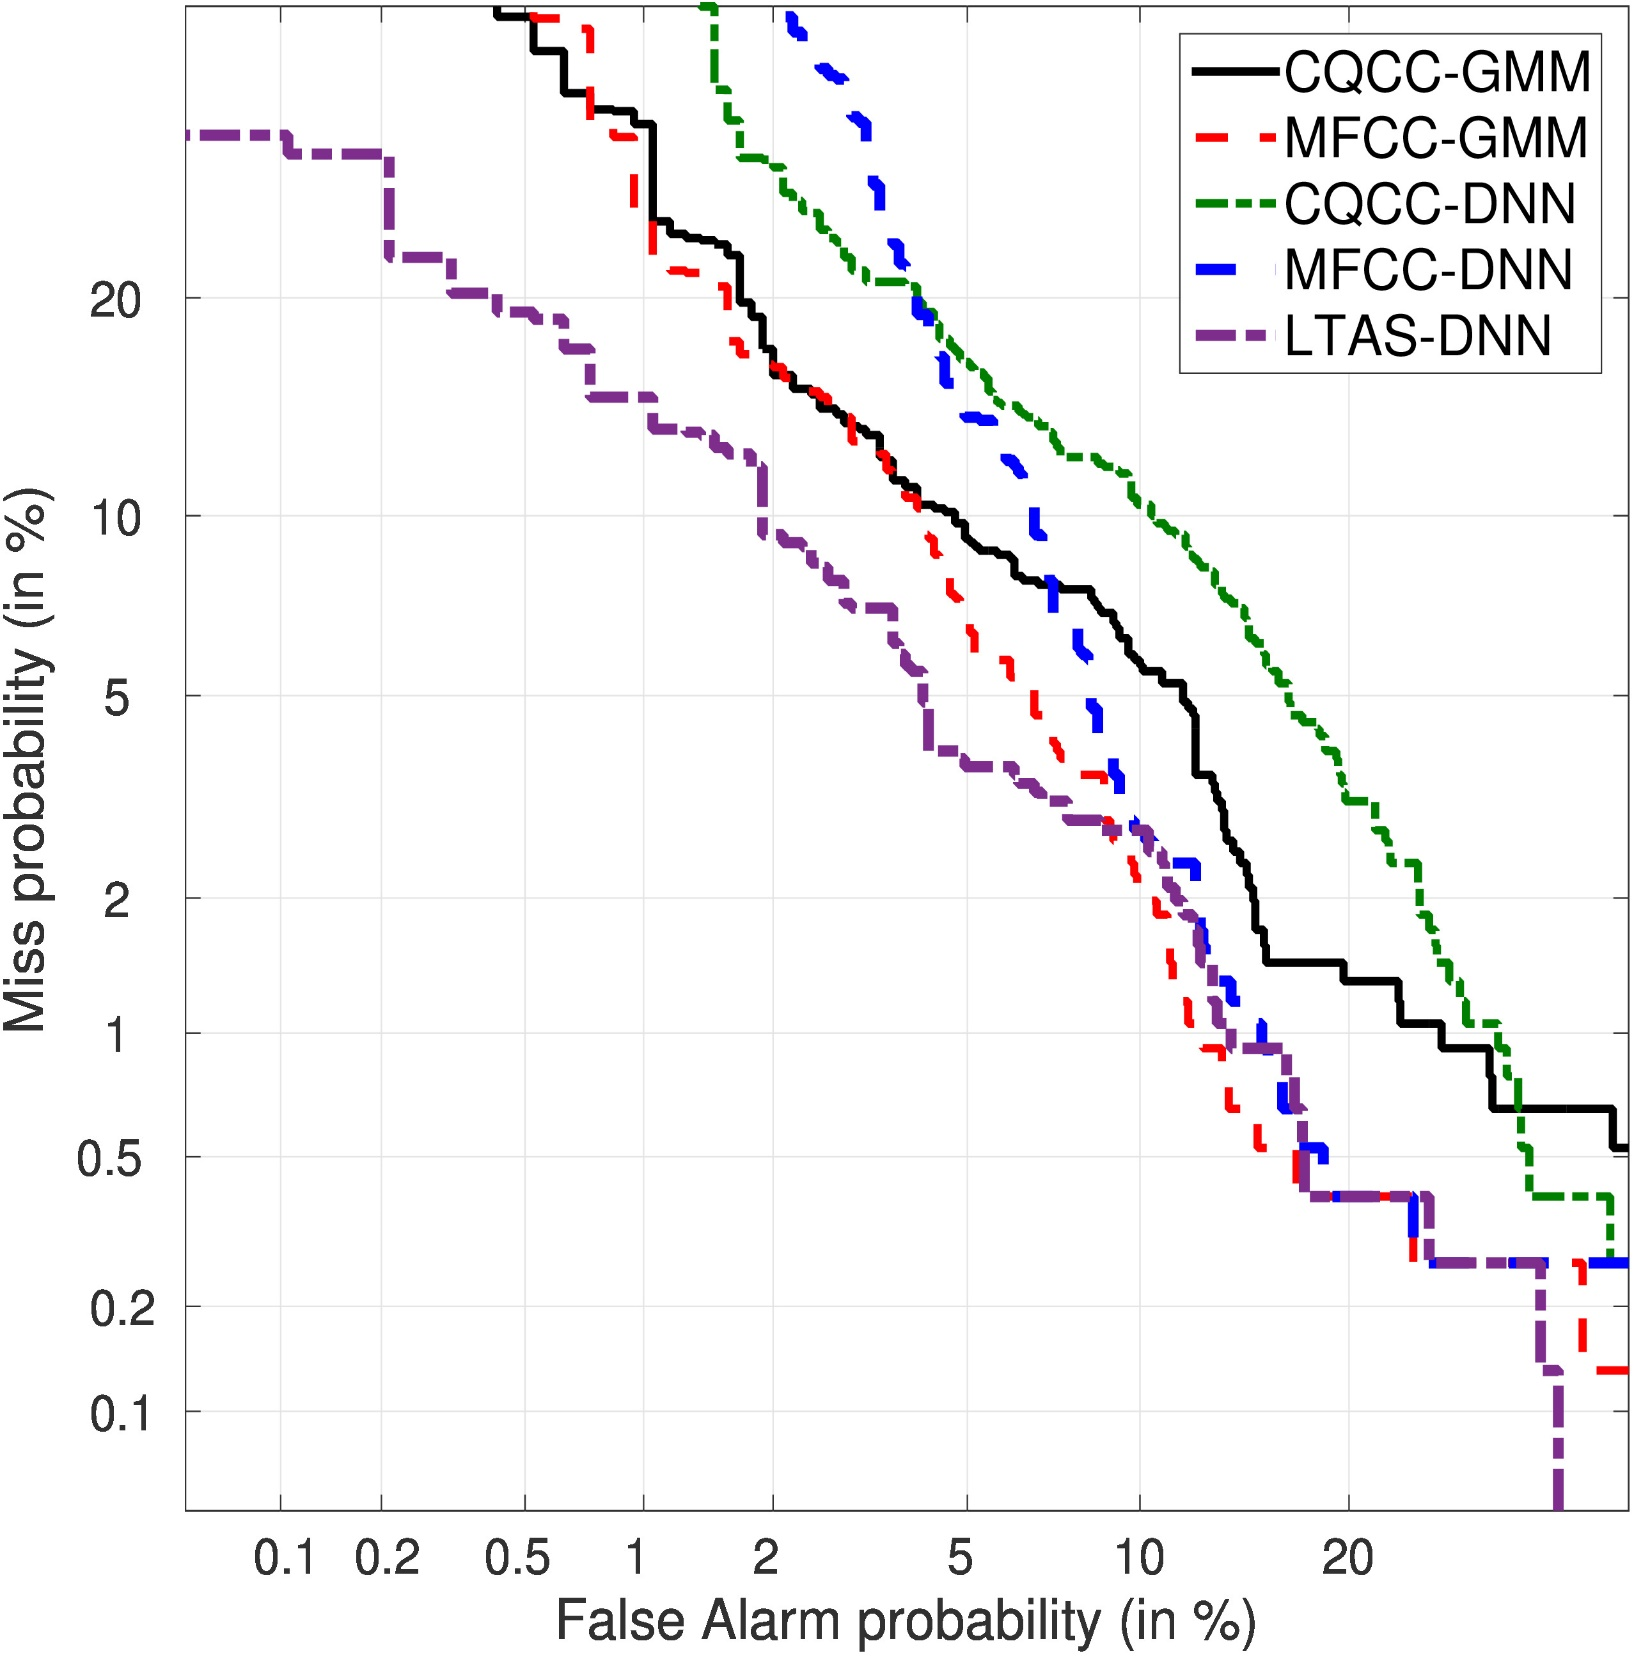 CQCC-GMM
MFCC-GMM
CQCC-DNN
MFCC-DNN
LTAS-DNN
Miss probability (in %)
20
10
5
2
1
0.5
0.2
0.1
0.1 0.2 0.5 1 2 5 10 20
False Alarm probability (in %)